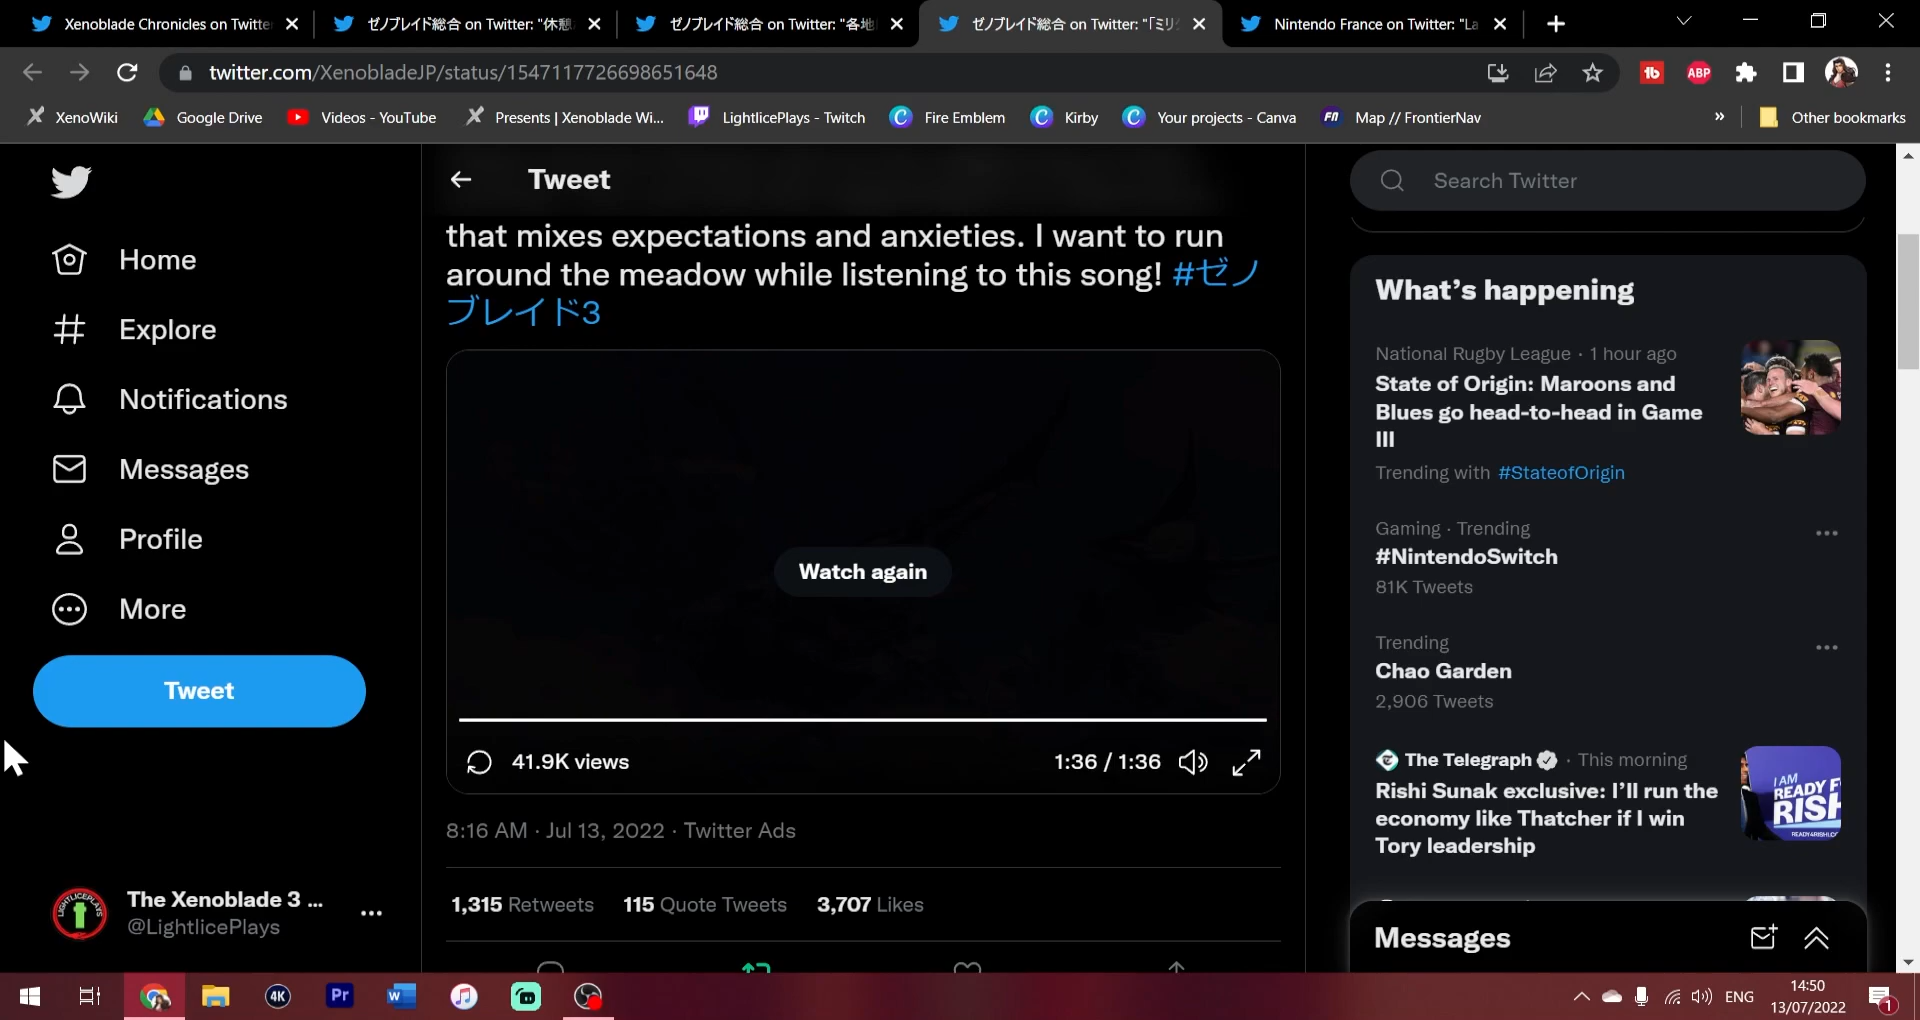 Xenoblade Chronicles on Twitte
ゼノブレイド総合 on Twitter: "休憩
ゼノブレイド総合 on Twitter: "各地
ゼノブレイド総合 on Twitter: "「ミリ
Nintendo France on Twitter: "La
twitter.com/XenobladeJP/status/1547117726698651648
ABP
XenoWiki
Google Drive
Videos - YouTube
Presents | Xenoblade Wi...
LightlicePlays - Twitch
Fire Emblem
Kirby
Your projects - Canva
FN
Map // FrontierNav
»
Other bookmarks
Home
Explore
Notifications
Messages
Profile
More
Tweet
The Xenoblade 3 ...
@LightlicePlays
Tweet
that mixes expectations and anxieties. I want to run
around the meadow while listening to this song! #ゼノ
ブレイド3
Watch again
41.9K views
1:36 / 1:36
8:16 AM · Jul 13, 2022 · Twitter Ads
1,315 Retweets 115 Quote Tweets 3,707 Likes
Search Twitter
What's happening
National Rugby League · 1 hour ago
State of Origin: Maroons and
Blues go head-to-head in Game
III
Trending with #StateofOrigin
Gaming · Trending
#NintendoSwitch
81K Tweets
Trending
Chao Garden
2,906 Tweets
The Telegraph · This morning
Rishi Sunak exclusive: I'll run the
economy like Thatcher if I win
Tory leadership
I AM
READY F
RISH
Messages
4K
Pr
W
ENG
14:50
13/07/2022
1